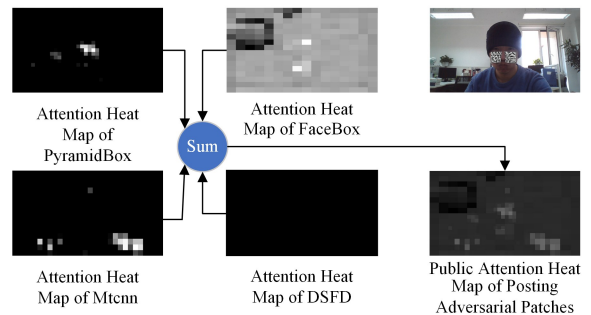 Attention Heat
Map of
PyramidBox
Attention Heat
Map of FaceBox
Sum
Attention Heat
Map of Mtcnn
Attention Heat
Map of DSFD
Public Attention Heat
Map of Posting
Adversarial Patches